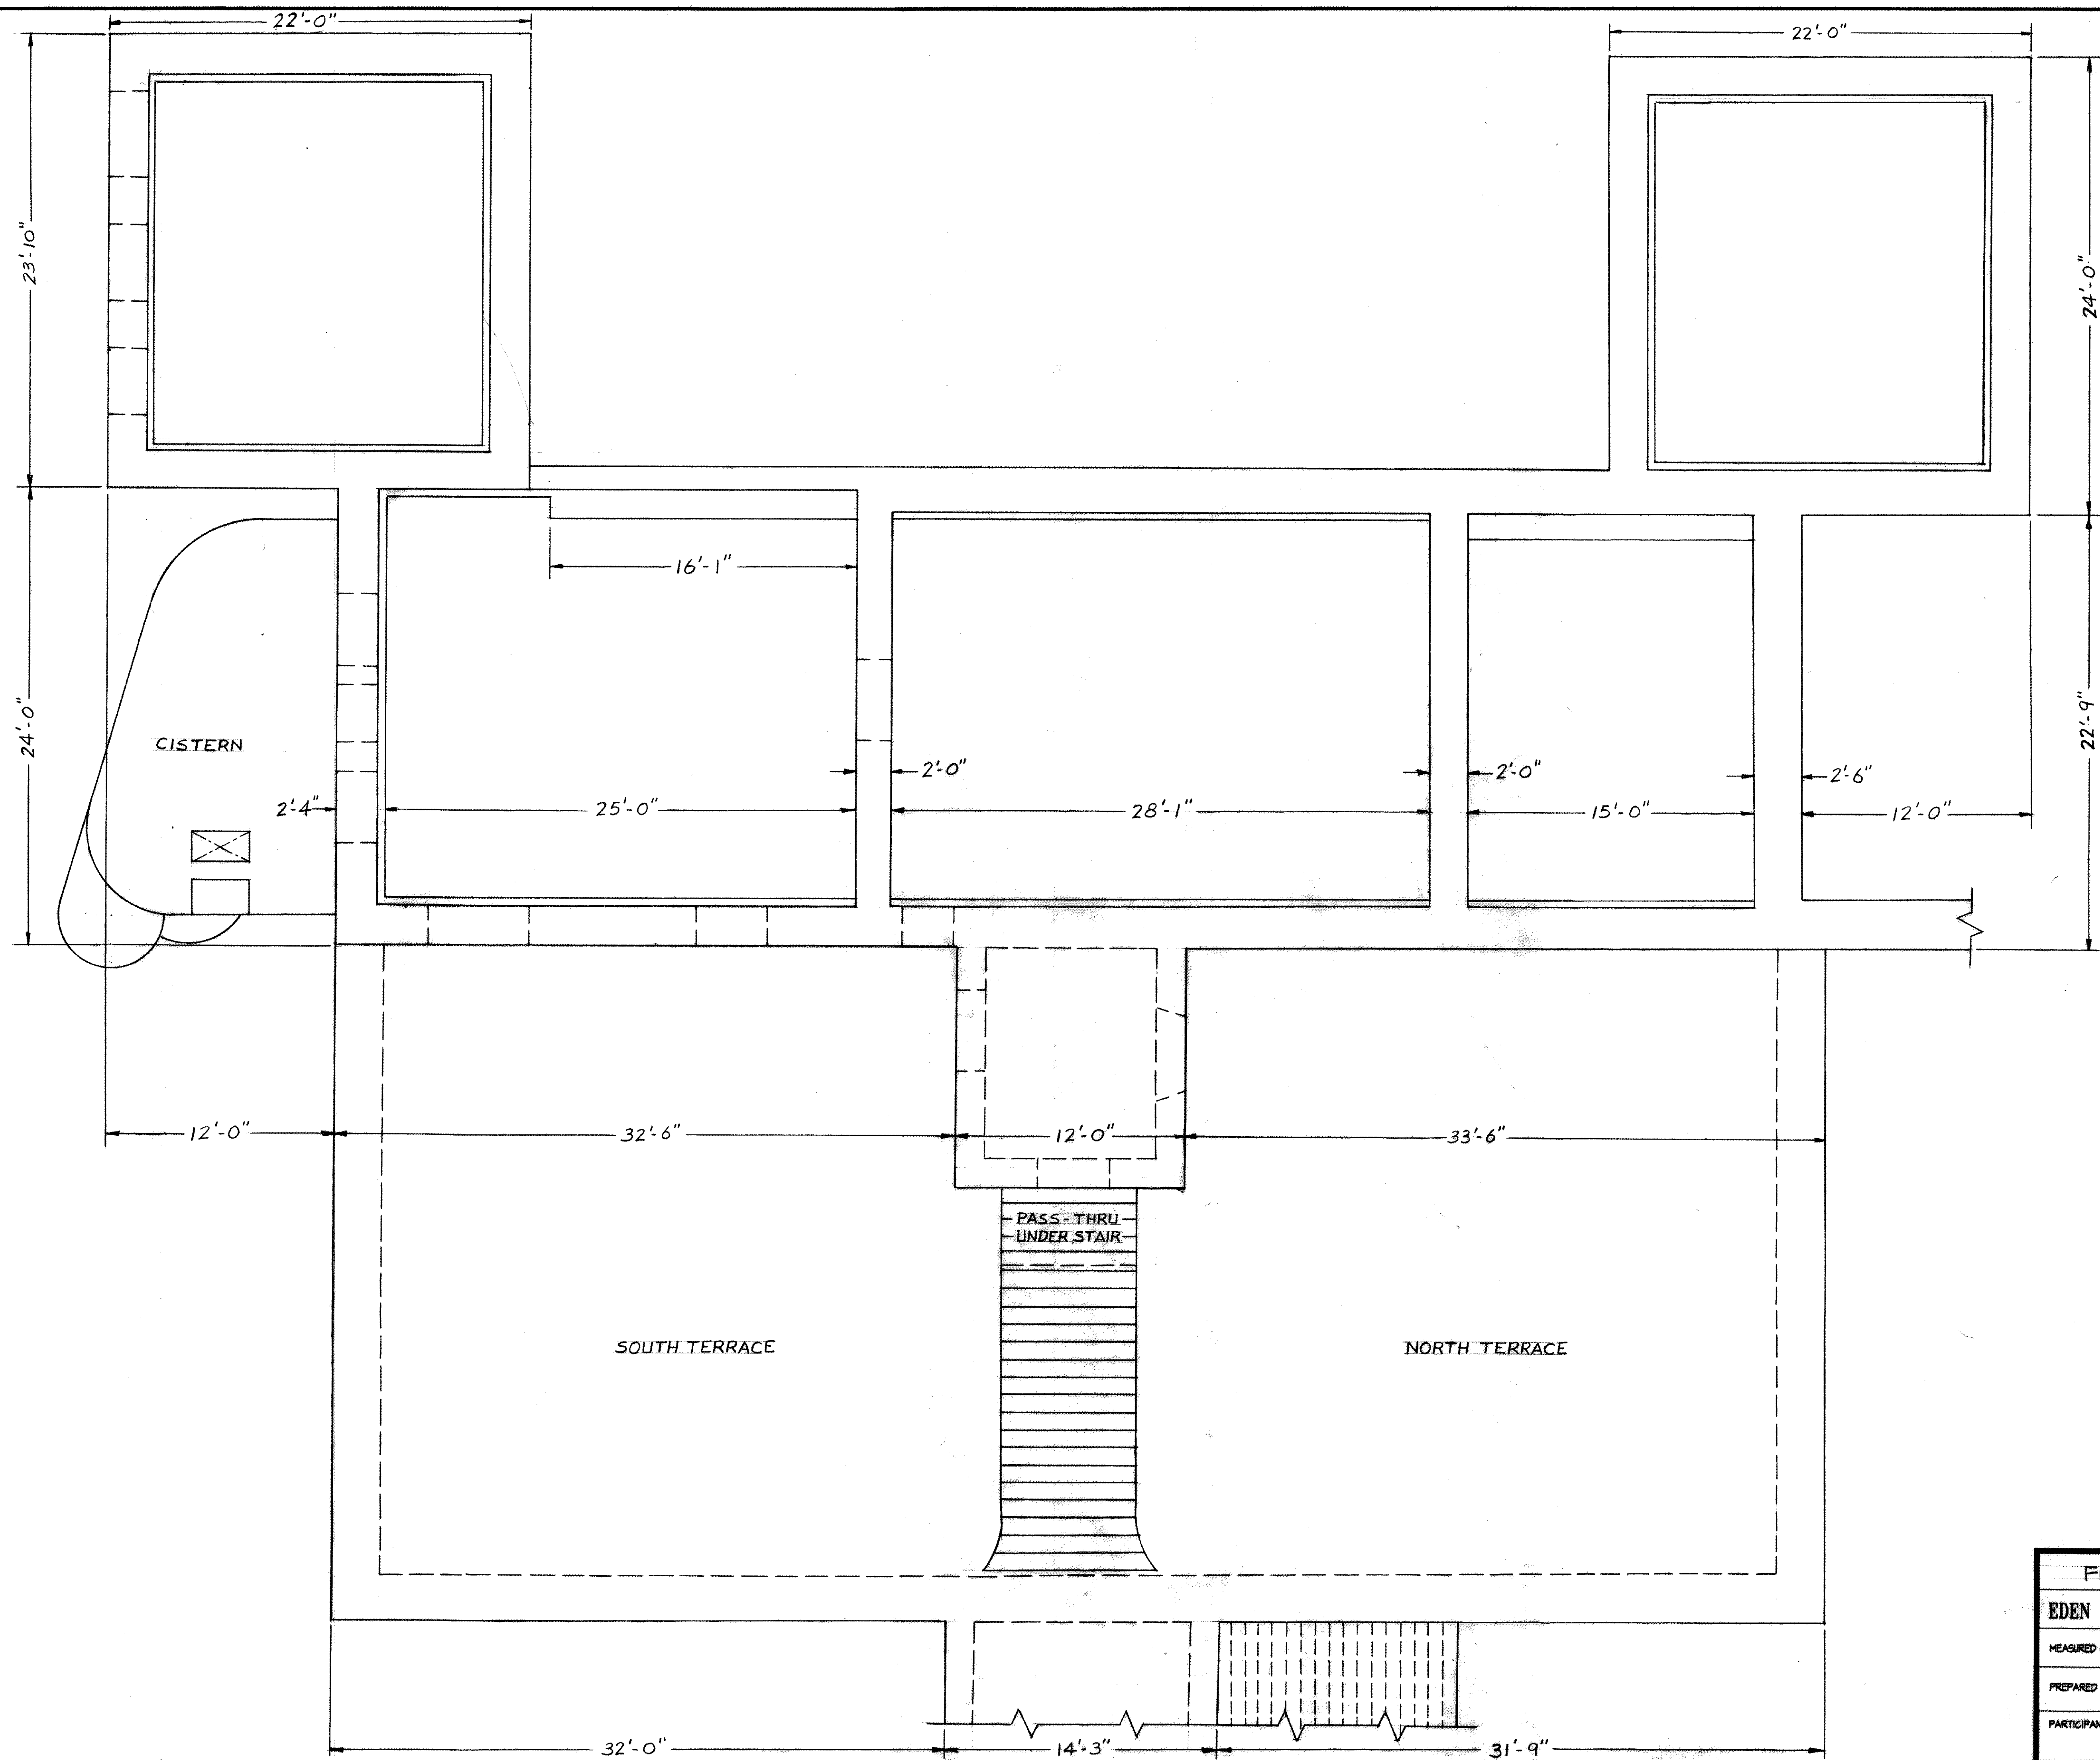 22'-0"
22'-0"
23'-10"
24'-0"
16'-1"
24'-0"
22'-9"
CISTERN
2'-0"
2'-0"
2'-6"
2'-4"
25'-0"
28'-1"
15'-0"
12'-0"
12'-0"
32'-6"
12'-0"
33'-6"
PASS-THRU
UNDER STAIR
SOUTH TERRACE
NORTH TERRACE
EDEN
MEASURED
PREPARED
32'-0"
14'-3"
31'-9"